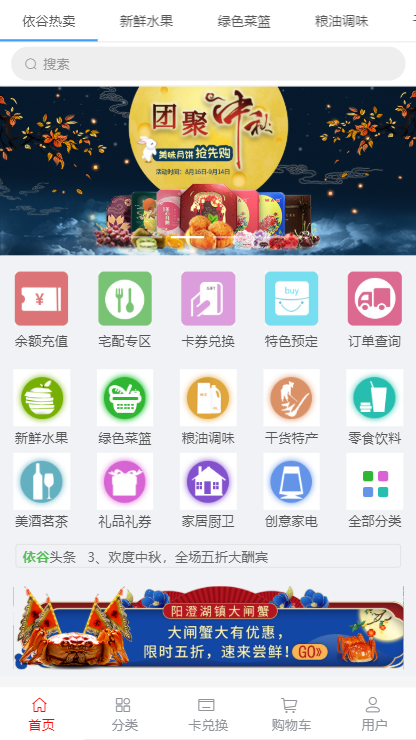 依谷热卖 新鲜水果 绿色菜篮 粮油调味
搜索
团聚中秋
美味月饼 抢先购
活动时间：8月16日-9月14日
¥ buy
余额充值 宅配专区 卡券兑换 特色预定 订单查询
新鲜水果 绿色菜篮 粮油调味 干货特产 零食饮料
美酒茗茶 礼品礼券 家居厨卫 创意家电 全部分类
依谷头条 3、欢度中秋，全场五折大酬宾
阳澄湖镇大闸蟹
大闸蟹大有优惠，
限时五折，速来尝鲜！ GO》
首页 分类 卡兑换 购物车 用户